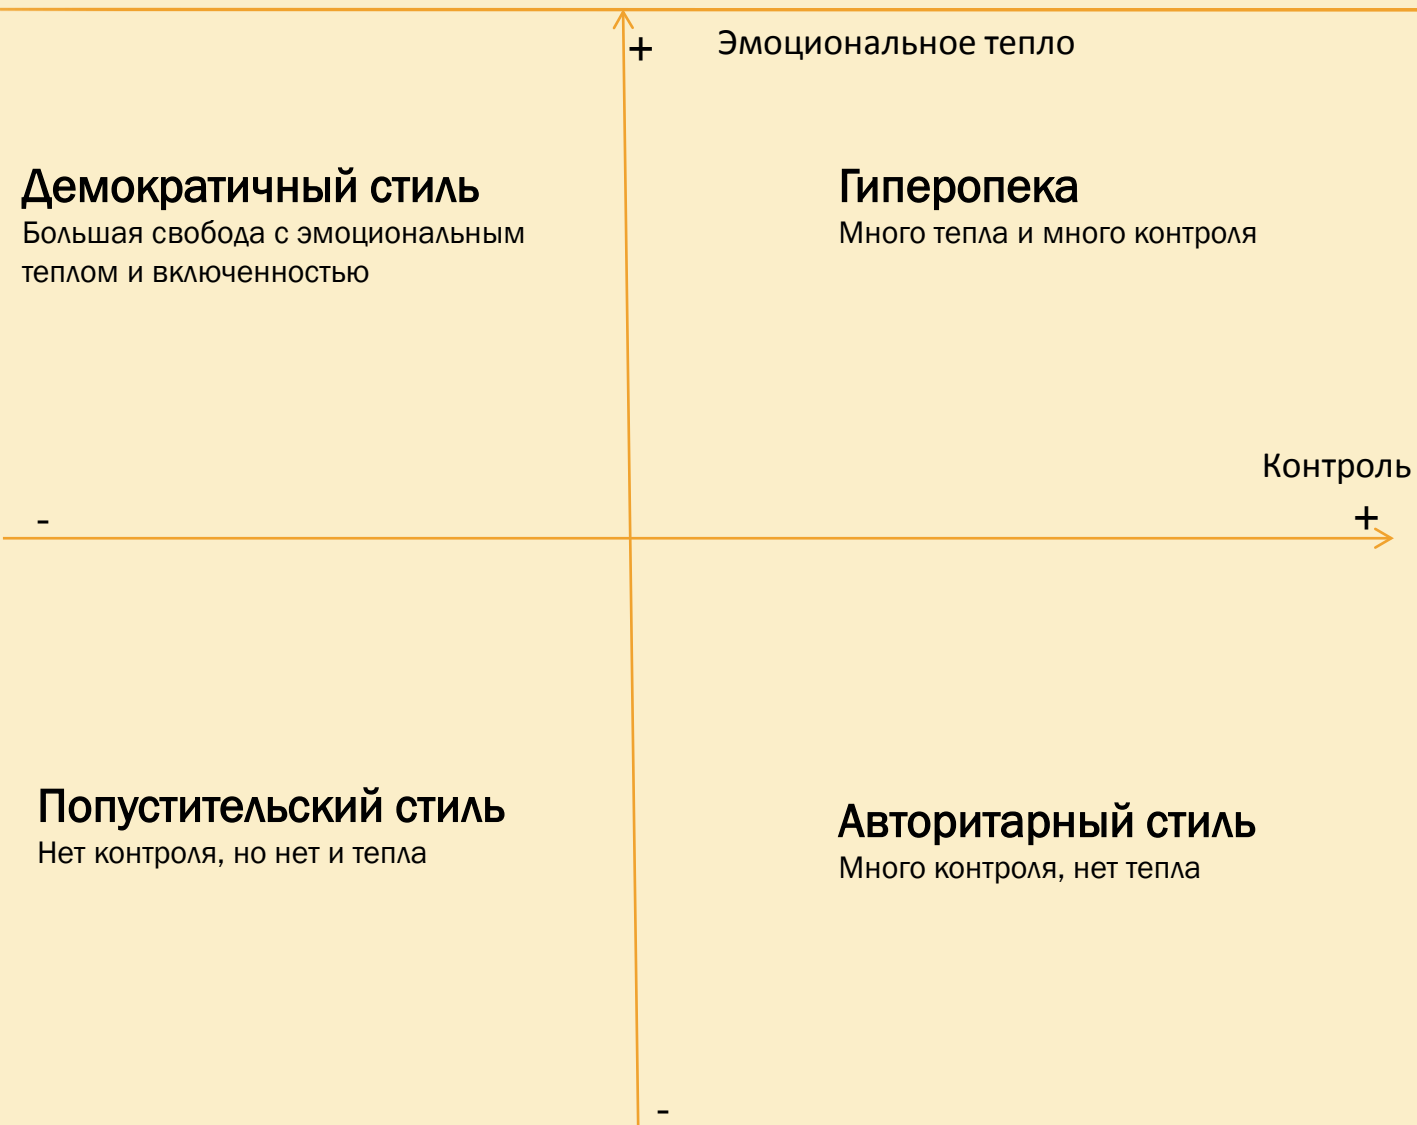 +
Эмоциональное тепло
Демократичный стиль
Большая свобода с эмоциональным
теплом и включенностью
Гиперопека
Много тепла и много контроля
Контроль
-
+
Попустительский стиль
Нет контроля, но нет и тепла
Авторитарный стиль
Много контроля, нет тепла
-